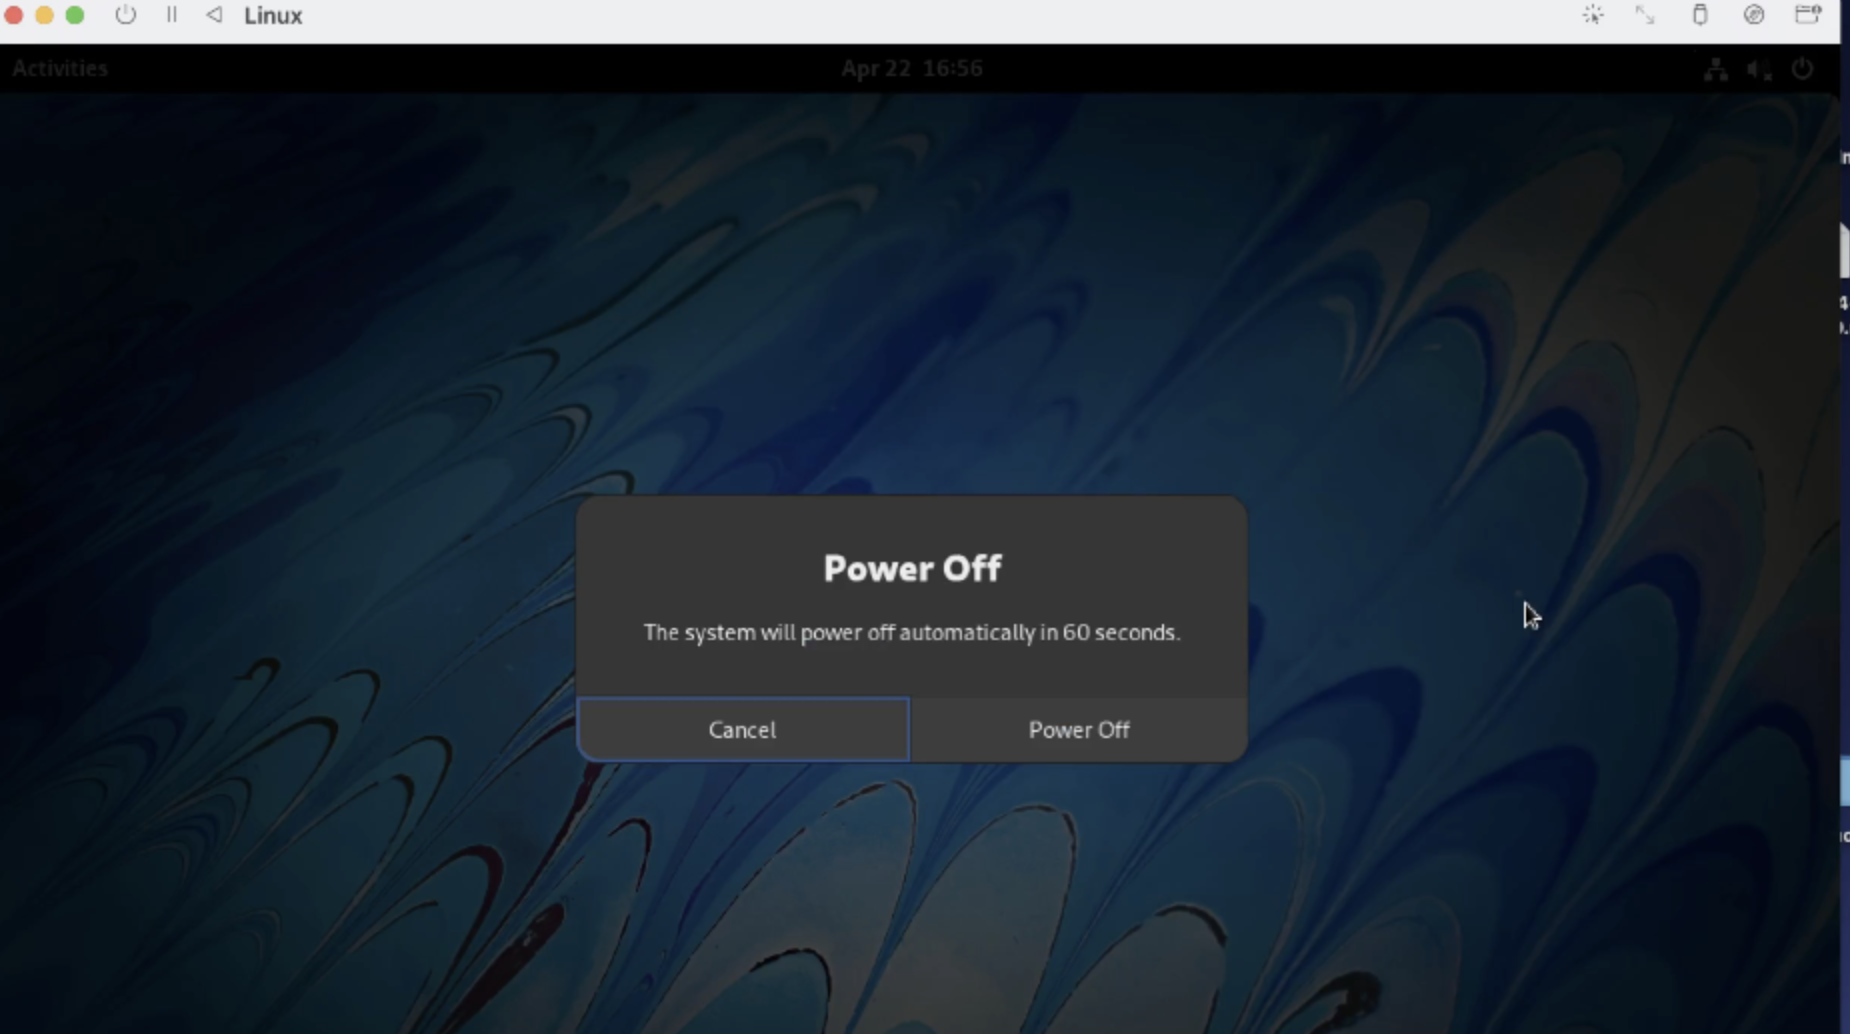 Linux
Activities
Apr 22 16:56
Power Off
The system will power off automatically in 60 seconds.
Cancel
Power Off